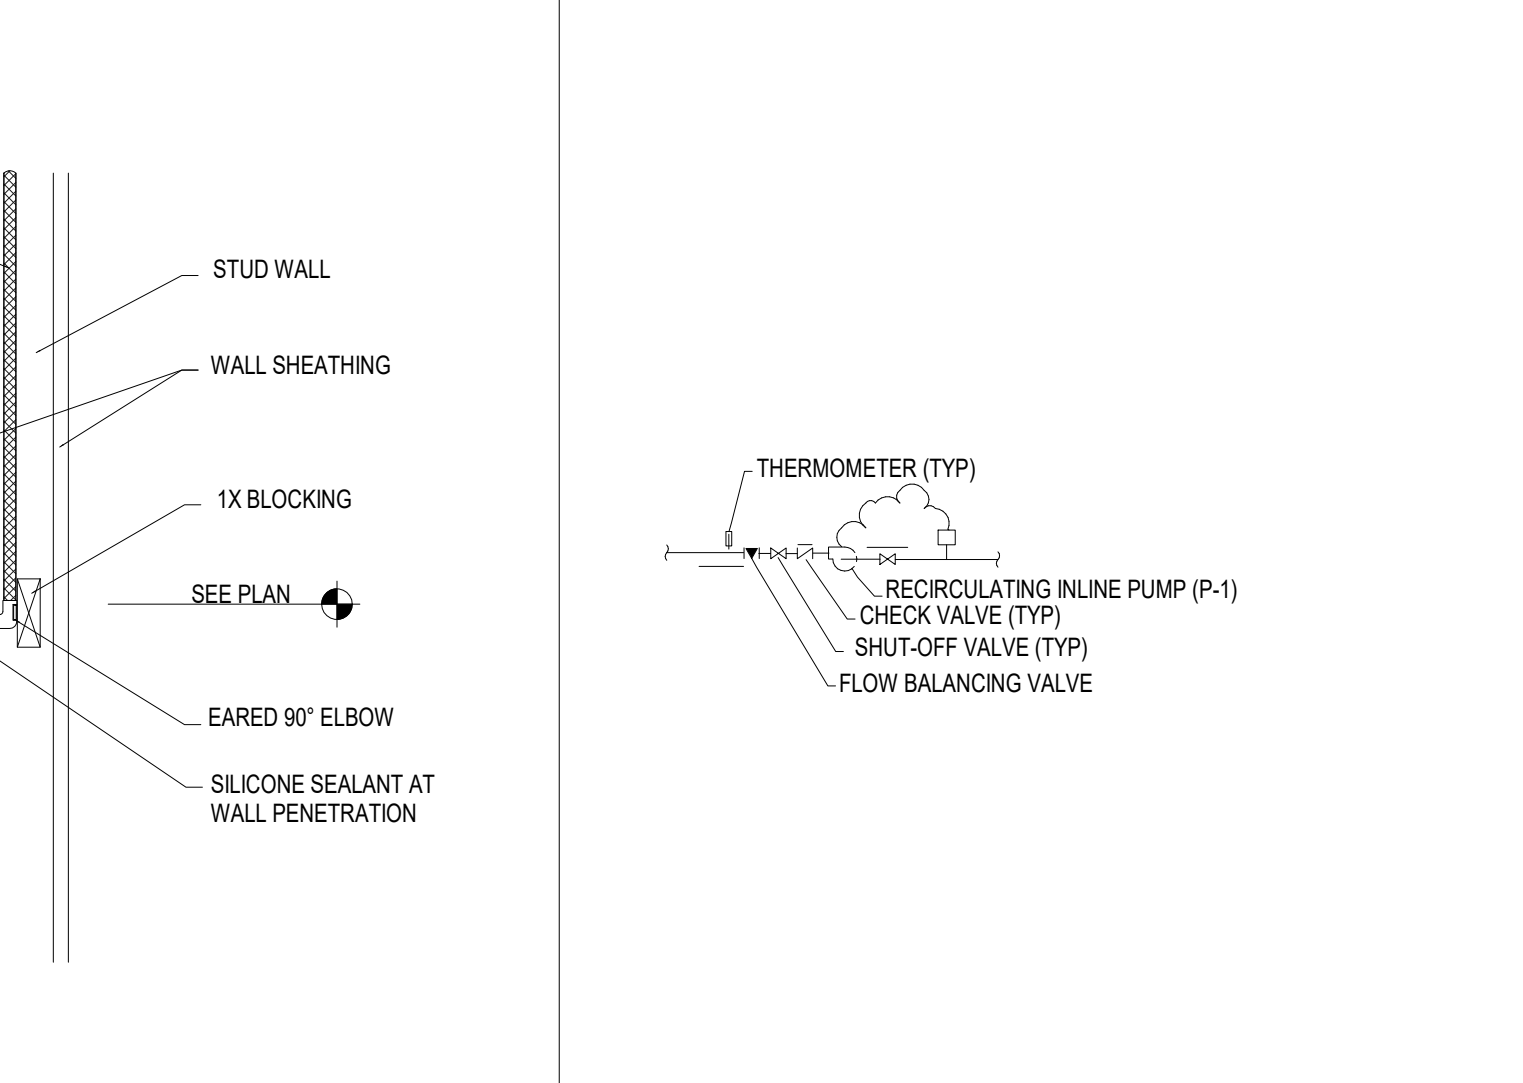 STUD WALL
WALL SHEATHING
1X BLOCKING
SEE PLAN
EARED 90° ELBOW
SILICONE SEALANT AT
WALL PENETRATION
THERMOMETER (TYP)
RECIRCULATING INLINE PUMP (P-1)
CHECK VALVE (TYP)
SHUT-OFF VALVE (TYP)
FLOW BALANCING VALVE